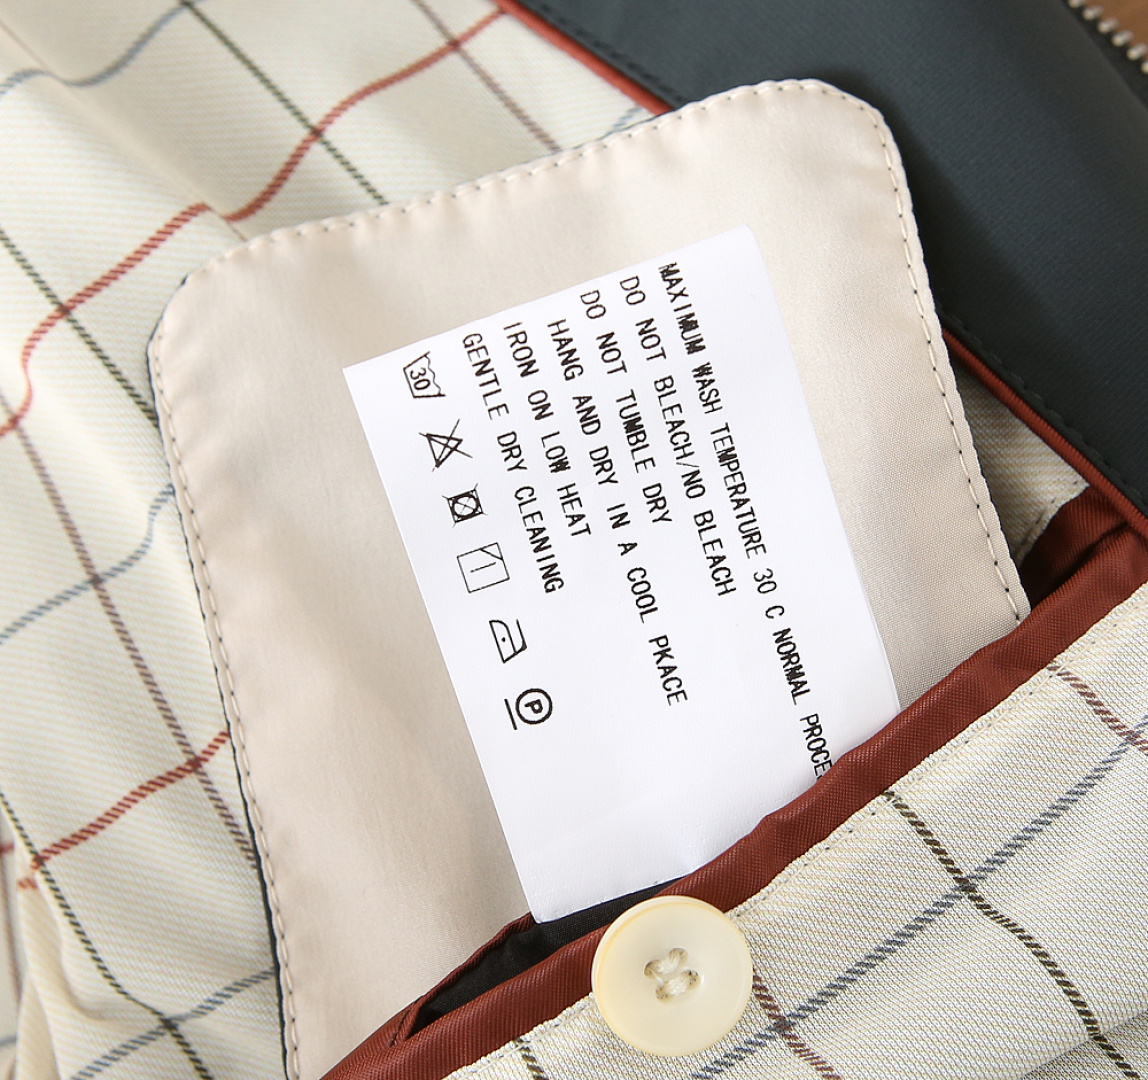 MAXIMUM WASH TEMPERATURE 30 C NORMAL
DO NOT BLEACH/NO BLEACH
DO NOT TUMBLE DRY
HANG AND DRY IN A COOL PKACE
IRON ON LOW HEAT
GENTLE DRY CLEANING
30
P